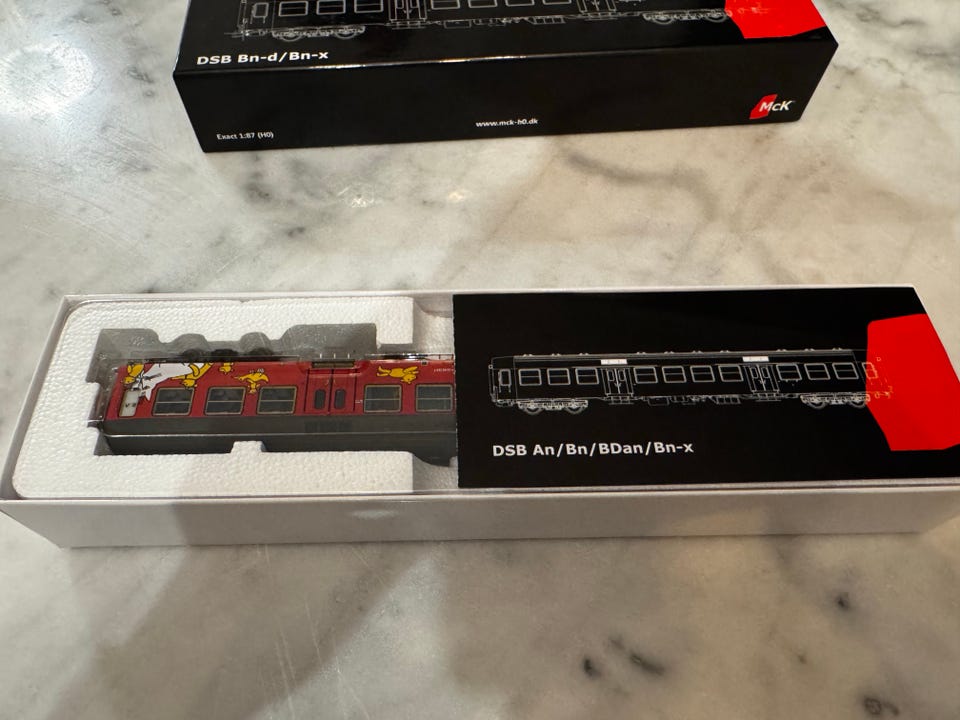 DSB Bn-d/Bn-x
McK
Exact 1:87 (H0)
www.mck-h0.dk
DSB An/Bn/BDan/Bn-x